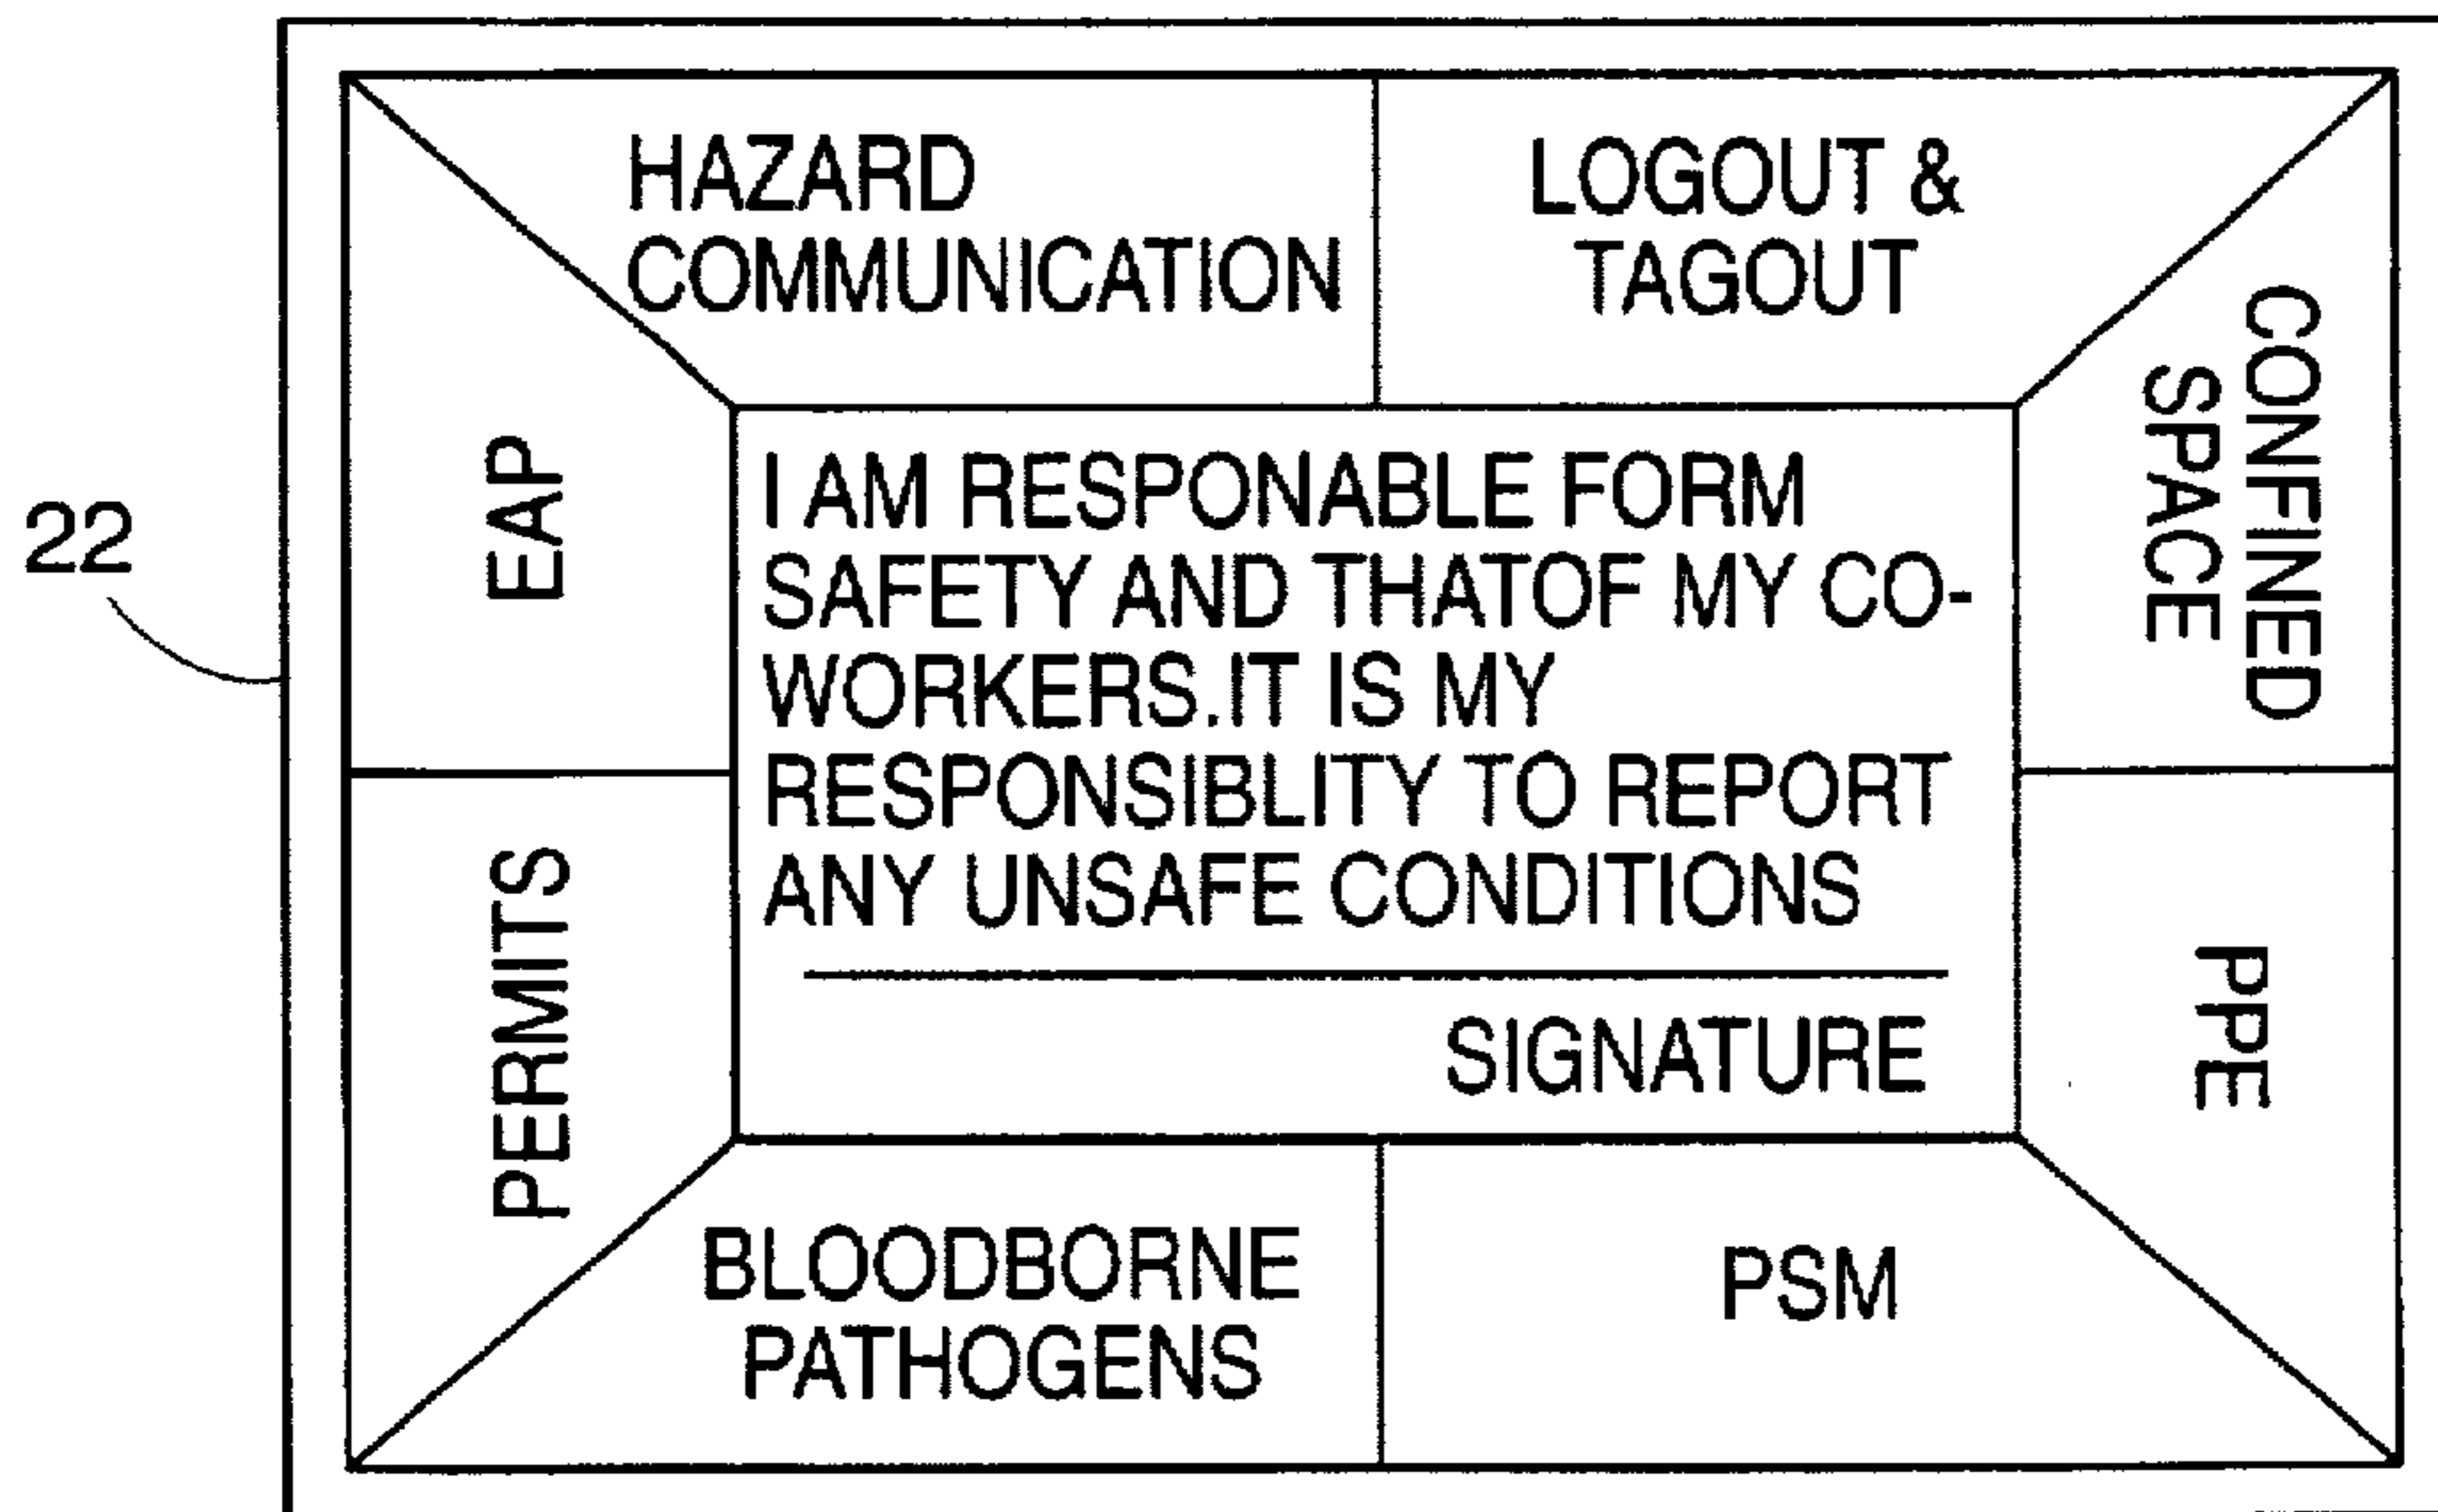 HAZARD
COMMUNICATION
LOGOUT &
TAGOUT
CONFINED
SPACE
EAP
22
I AM RESPONABLE FORM
SAFETY AND THATOF MY CO-
WORKERS.IT IS MY
RESPONSIBLITY TO REPORT
ANY UNSAFE CONDITIONS
SIGNATURE
PERMITS
PPE
BLOODBORNE
PATHOGENS
PSM